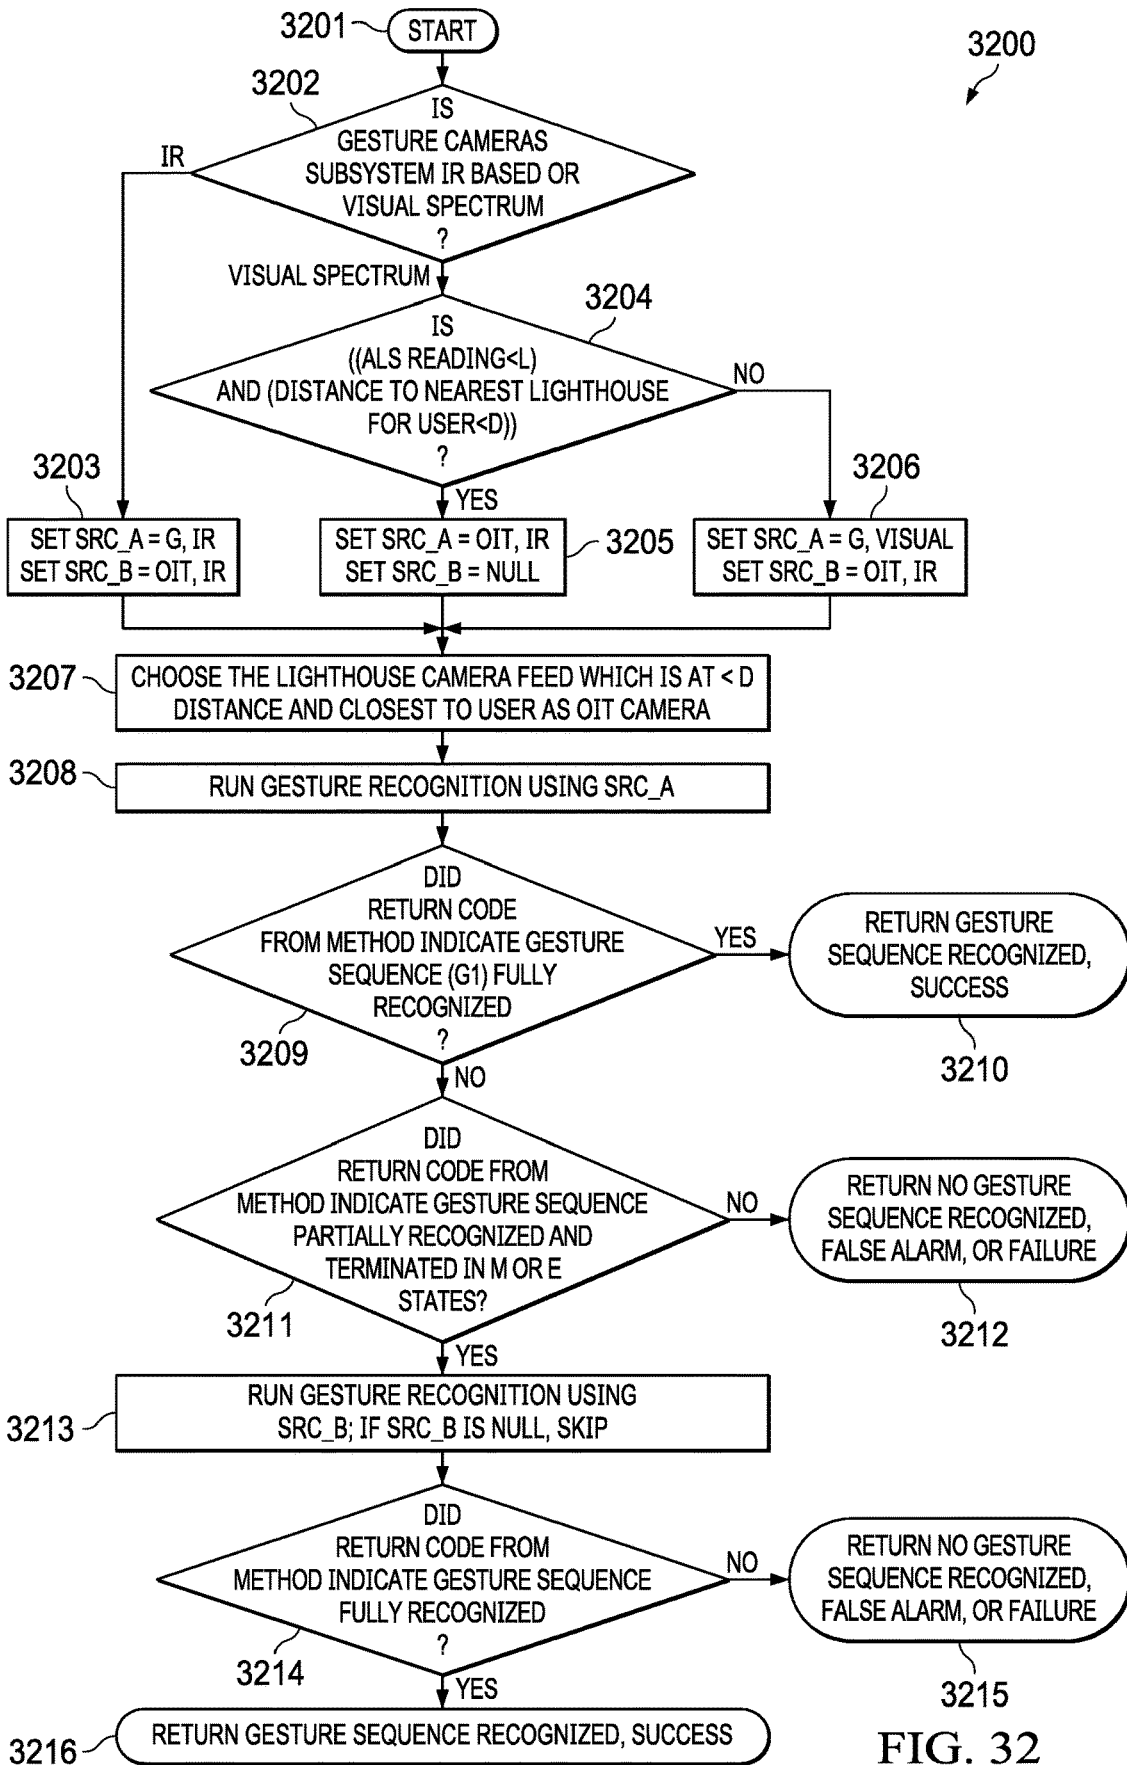 3201
START
3200
3202
IS
GESTURE CAMERAS
SUBSYSTEM IR BASED OR
VISUAL SPECTRUM
?
IR
VISUAL SPECTRUM
3204
IS
((ALS READING<L)
AND (DISTANCE TO NEAREST LIGHTHOUSE
FOR USER<D))
?
NO
YES
3203
SET SRC_A = G, IR
SET SRC_B = OIT, IR
SET SRC_A = OIT, IR
SET SRC_B = NULL
3205
3206
SET SRC_A = G, VISUAL
SET SRC_B = OIT, IR
3207
CHOOSE THE LIGHTHOUSE CAMERA FEED WHICH IS AT < D
DISTANCE AND CLOSEST TO USER AS OIT CAMERA
3208
RUN GESTURE RECOGNITION USING SRC_A
DID
RETURN CODE
FROM METHOD INDICATE GESTURE
SEQUENCE (G1) FULLY
RECOGNIZED
?
3209
YES
RETURN GESTURE
SEQUENCE RECOGNIZED,
SUCCESS
3210
NO
DID
RETURN CODE FROM
METHOD INDICATE GESTURE SEQUENCE
PARTIALLY RECOGNIZED AND
TERMINATED IN M OR E
STATES?
3211
NO
RETURN NO GESTURE
SEQUENCE RECOGNIZED,
FALSE ALARM, OR FAILURE
3212
YES
3213
RUN GESTURE RECOGNITION USING
SRC_B; IF SRC_B IS NULL, SKIP
DID
RETURN CODE FROM
METHOD INDICATE GESTURE SEQUENCE
FULLY RECOGNIZED
?
3214
NO
RETURN NO GESTURE
SEQUENCE RECOGNIZED,
FALSE ALARM, OR FAILURE
3215
YES
3216
RETURN GESTURE SEQUENCE RECOGNIZED, SUCCESS
FIG. 32